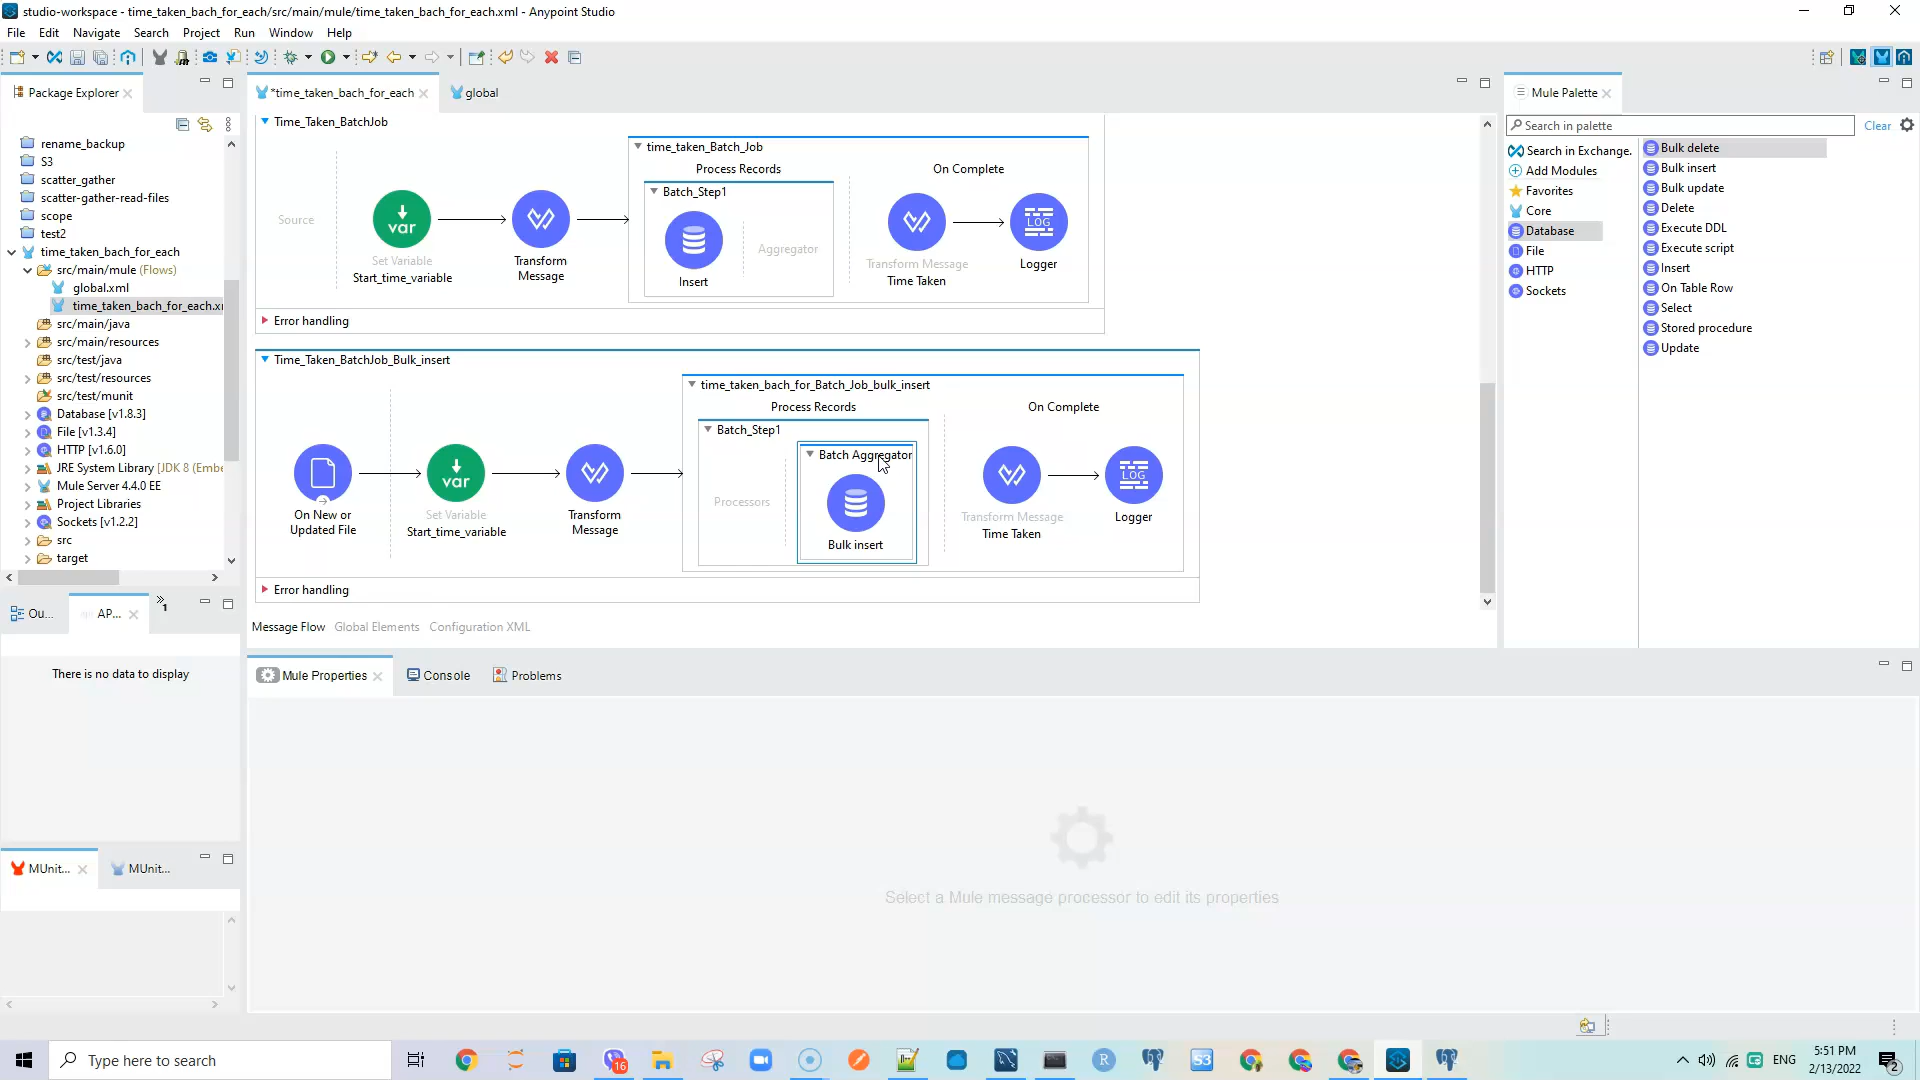 studio-workspace - time_taken_bach_for_each/src/main/mule/time_taken_bach_for_each.xml - Anypoint Studio
File Edit Navigate Search Project Run Window Help
Package Explorer
rename_backup
S3
scatter_gather
scatter-gather-read-files
scope
test2
time_taken_bach_for_each
src/main/mule (Flows)
global.xml
time_taken_bach_for_each.x
src/main/java
src/main/resources
src/test/java
src/test/resources
src/test/munit
Database [v1.8.3]
File [v1.3.4]
HTTP [v1.6.0]
JRE System Library [JDK 8 (Embe
Mule Server 4.4.0 EE
Project Libraries
Sockets [v1.2.2]
src
target
*time_taken_bach_for_each
global
Time_Taken_BatchJob
time_taken_Batch_Job
Process Records
On Complete
Batch_Step1
Source
var
Set Variable
Start_time_variable
Transform
Message
Insert
Aggregator
Transform Message
Time Taken
LOG
Logger
Error handling
Time_Taken_BatchJob_Bulk_insert
time_taken_bach_for_Batch_Job_bulk_insert
Process Records
On Complete
Batch_Step1
Batch Aggregator
On New or
Updated File
var
Set Variable
Start_time_variable
Transform
Message
Processors
Bulk insert
Transform Message
Time Taken
LOG
Logger
Error handling
Message Flow Global Elements Configuration XML
Mule Palette
Search in palette
Clear
Search in Exchange.
Add Modules
Favorites
Core
Database
File
HTTP
Sockets
Bulk delete
Bulk insert
Bulk update
Delete
Execute DDL
Execute script
Insert
On Table Row
Select
Stored procedure
Update
Ou...
AP...
1
There is no data to display
MUnit...
MUnit...
Mule Properties
Console
Problems
Select a Mule message processor to edit its properties
Type here to search
16
R
S3
ENG
5:51 PM
2/13/2022
2